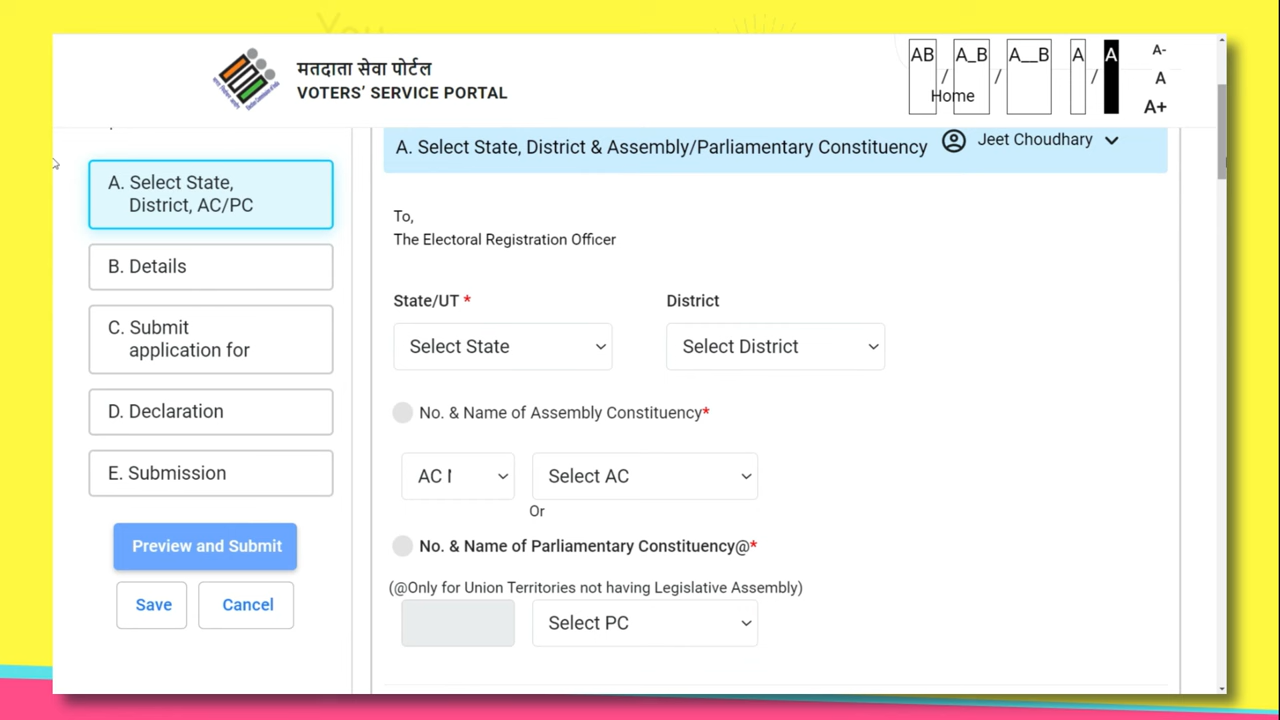 You
मतदाता सेवा पोर्टल
VOTERS’ SERVICE PORTAL
AB / A_B / A__B A / A
A-
A
A+
Home
Jeet Choudhary
A. Select State,
District, AC/PC
B. Details
C. Submit
application for
D. Declaration
E. Submission
Preview and Submit
Save Cancel
A. Select State, District & Assembly/Parliamentary Constituency
To,
The Electoral Registration Officer
State/UT * District
Select State Select District
No. & Name of Assembly Constituency*
AC Select AC
Or
No. & Name of Parliamentary Constituency@*
(@Only for Union Territories not having Legislative Assembly)
Select PC